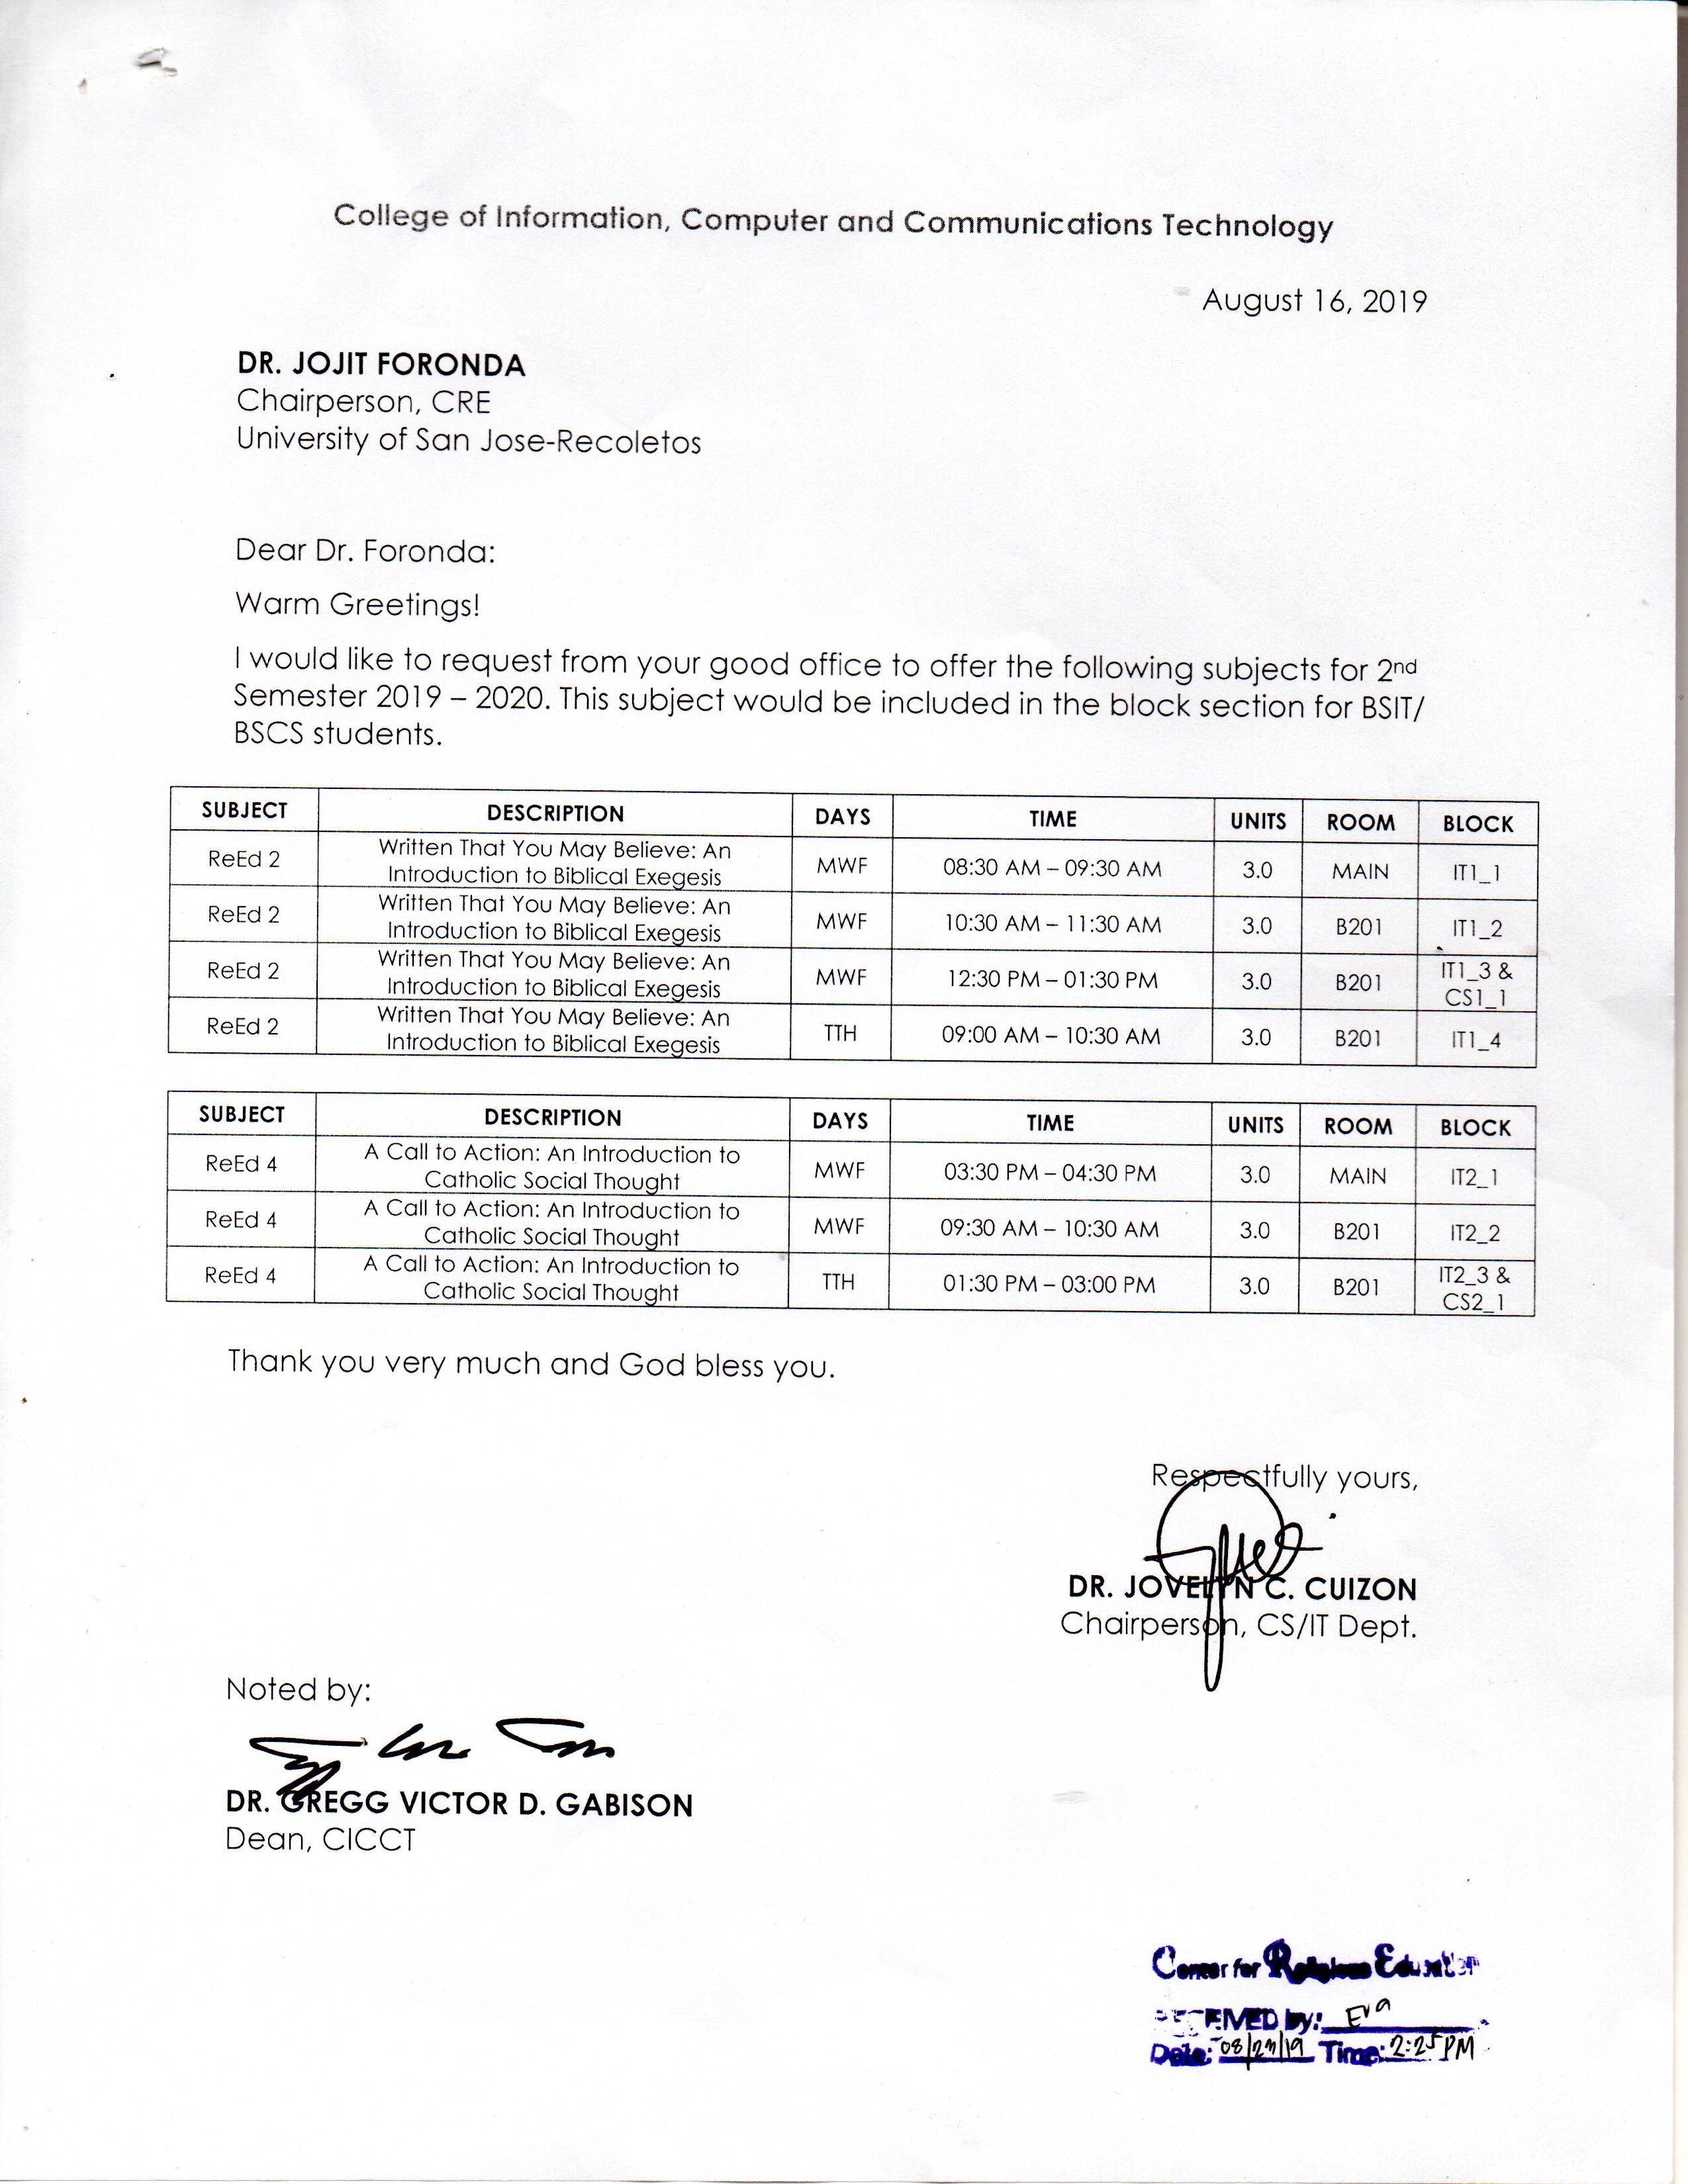 College of Information, Computer and Communications Technology
August 16, 2019
DR. JOJIT FORONDA
Chairperson, CRE
University of San Jose-Recoletos
Dear Dr. Foronda:
Warm Greetings!
I would like to request from your good office to offer the following subjects for 2nd
Semester 2019 – 2020. This subject would be included in the block section for BSIT/
BSCS students.
SUBJECT DESCRIPTION DAYS TIME UNITS ROOM BLOCK
ReEd 2 Written That You May Believe: An Introduction to Biblical Exegesis MWF 08:30 AM – 09:30 AM 3.0 MAIN IT1_1
ReEd 2 Written That You May Believe: An Introduction to Biblical Exegesis MWF 10:30 AM – 11:30 AM 3.0 B201 IT1_2
ReEd 2 Written That You May Believe: An Introduction to Biblical Exegesis MWF 12:30 PM – 01:30 PM 3.0 B201 IT1_3 & CS1_1
ReEd 2 Written That You May Believe: An Introduction to Biblical Exegesis TTH 09:00 AM – 10:30 AM 3.0 B201 IT1_4
SUBJECT DESCRIPTION DAYS TIME UNITS ROOM BLOCK
ReEd 4 A Call to Action: An Introduction to Catholic Social Thought MWF 03:30 PM – 04:30 PM 3.0 MAIN IT2_1
ReEd 4 A Call to Action: An Introduction to Catholic Social Thought MWF 09:30 AM – 10:30 AM 3.0 B201 IT2_2
ReEd 4 A Call to Action: An Introduction to Catholic Social Thought TTH 01:30 PM – 03:00 PM 3.0 B201 IT2_3 & CS2_1
Thank you very much and God bless you.
Respectfully yours,
DR. JOVELYN C. CUIZON
Chairperson, CS/IT Dept.
Noted by:
DR. GREGG VICTOR D. GABISON
Dean, CICCT
Center for Religious Education
RECEIVED by: Eva
Date: Time: 2:25 PM